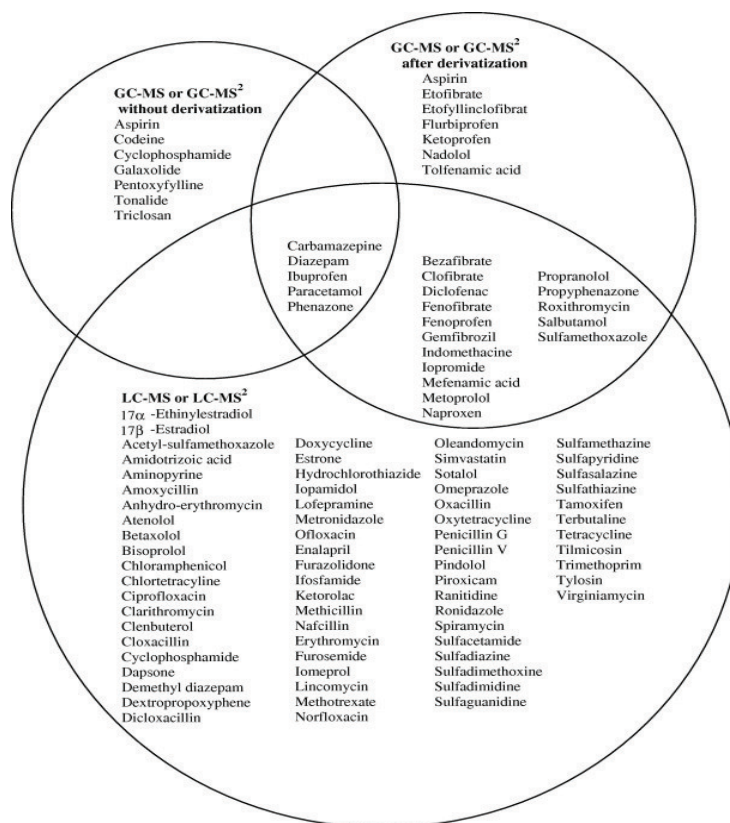 GC-MS or GC-MS²
without derivatization
Aspirin
Codeine
Cyclophosphamide
Galaxolide
Pentoxyfylline
Tonalide
Triclosan
GC-MS or GC-MS²
after derivatization
Aspirin
Etofibrate
Etofyllinclofibrat
Flurbiprofen
Ketoprofen
Nadolol
Tolfenamic acid
Carbamazepine
Diazepam
Ibuprofen
Paracetamol
Phenazone
Bezafibrate
Clofibrate
Diclofenac
Fenofibrate
Fenoprofen
Gemfibrozil
Indomethacine
Iopromide
Mefenamic acid
Metoprolol
Naproxen
Propranolol
Propyphenazone
Roxithromycin
Salbutamol
Sulfamethoxazole
LC-MS or LC-MS²
17α -Ethinylestradiol
17β -Estradiol
Acetyl-sulfamethoxazole
Amidotrizoic acid
Aminopyrine
Amoxycillin
Anhydro-erythromycin
Atenolol
Betaxolol
Bisoprolol
Chloramphenicol
Chlortetracyline
Ciprofloxacin
Clarithromycin
Clenbuterol
Cloxacillin
Cyclophosphamide
Dapsone
Demethyl diazepam
Dextropropoxyphene
Dicloxacillin
Doxycycline
Estrone
Hydrochlorothiazide
Iopamidol
Lofepramine
Metronidazole
Ofloxacin
Enalapril
Furazolidone
Ifosfamide
Ketorolac
Methicillin
Nafcillin
Erythromycin
Furosemide
Iomeprol
Lincomycin
Methotrexate
Norfloxacin
Oleandomycin
Simvastatin
Sotalol
Omeprazole
Oxacillin
Oxytetracycline
Penicillin G
Penicillin V
Pindolol
Piroxicam
Ranitidine
Ronidazole
Spiramycin
Sulfacetamide
Sulfadiazine
Sulfadimethoxine
Sulfadimidine
Sulfaguanidine
Sulfamethazine
Sulfapyridine
Sulfasalazine
Sulfathiazine
Tamoxifen
Terbutaline
Tetracycline
Tilmicosin
Trimethoprim
Tylosin
Virginiamycin